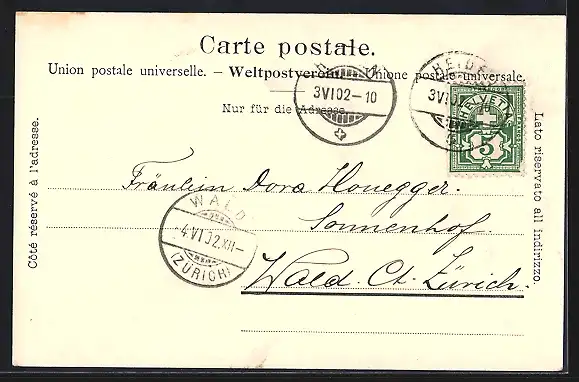 Carte postale.
Union postale universelle. — Weltpostverein. Unione postale universale.
Nur für die Adresse.
Côté réservé à l'adresse.
Lato riservato all indirizzo.
3 VI 02 – 10
HEID
3 VI 02
HELVETIA
5
Fräulein Dora Honegger.
Sonnenhof.
Wald. Ct. Zürich.
WALD
4 VI 02. XII –
(ZÜRICH)